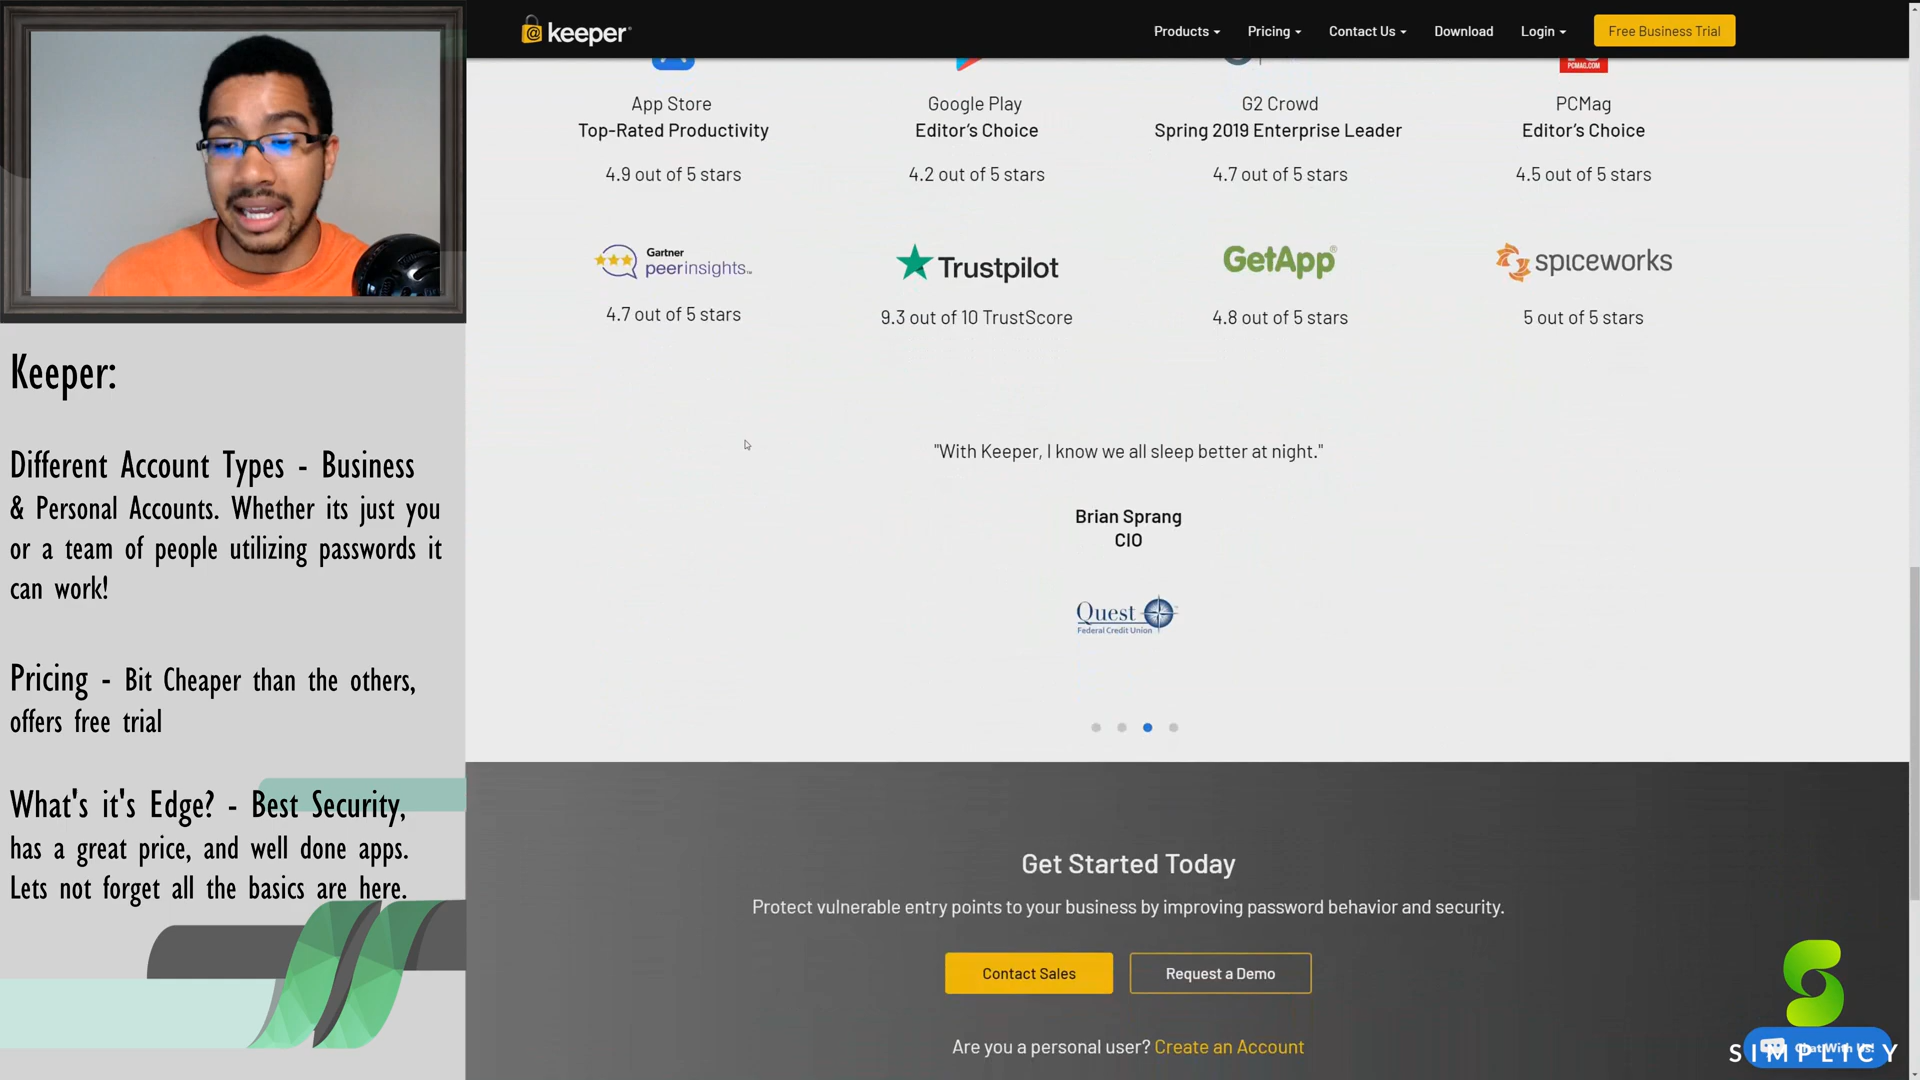 keeper
Products
Pricing
Contact Us
Download
Login
Free Business Trial
PCMAG.COM
App Store
Top-Rated Productivity
4.9 out of 5 stars
Google Play
Editor's Choice
4.2 out of 5 stars
G2 Crowd
Spring 2019 Enterprise Leader
4.7 out of 5 stars
PCMag
Editor's Choice
4.5 out of 5 stars
Gartner
peerinsights
4.7 out of 5 stars
Trustpilot
9.3 out of 10 TrustScore
GetApp
4.8 out of 5 stars
spiceworks
5 out of 5 stars
"With Keeper, I know we all sleep better at night."
Brian Sprang
CIO
Quest
Federal Credit Union
Get Started Today
Protect vulnerable entry points to your business by improving password behavior and security.
Contact Sales
Request a Demo
Are you a personal user? Create an Account
Keeper:
Different Account Types - Business
& Personal Accounts. Whether its just you
or a team of people utilizing passwords it
can work!
Pricing - Bit Cheaper than the others,
offers free trial
What's it's Edge? - Best Security,
has a great price, and well done apps.
Lets not forget all the basics are here.
SIMPLICY
Chat With Us!